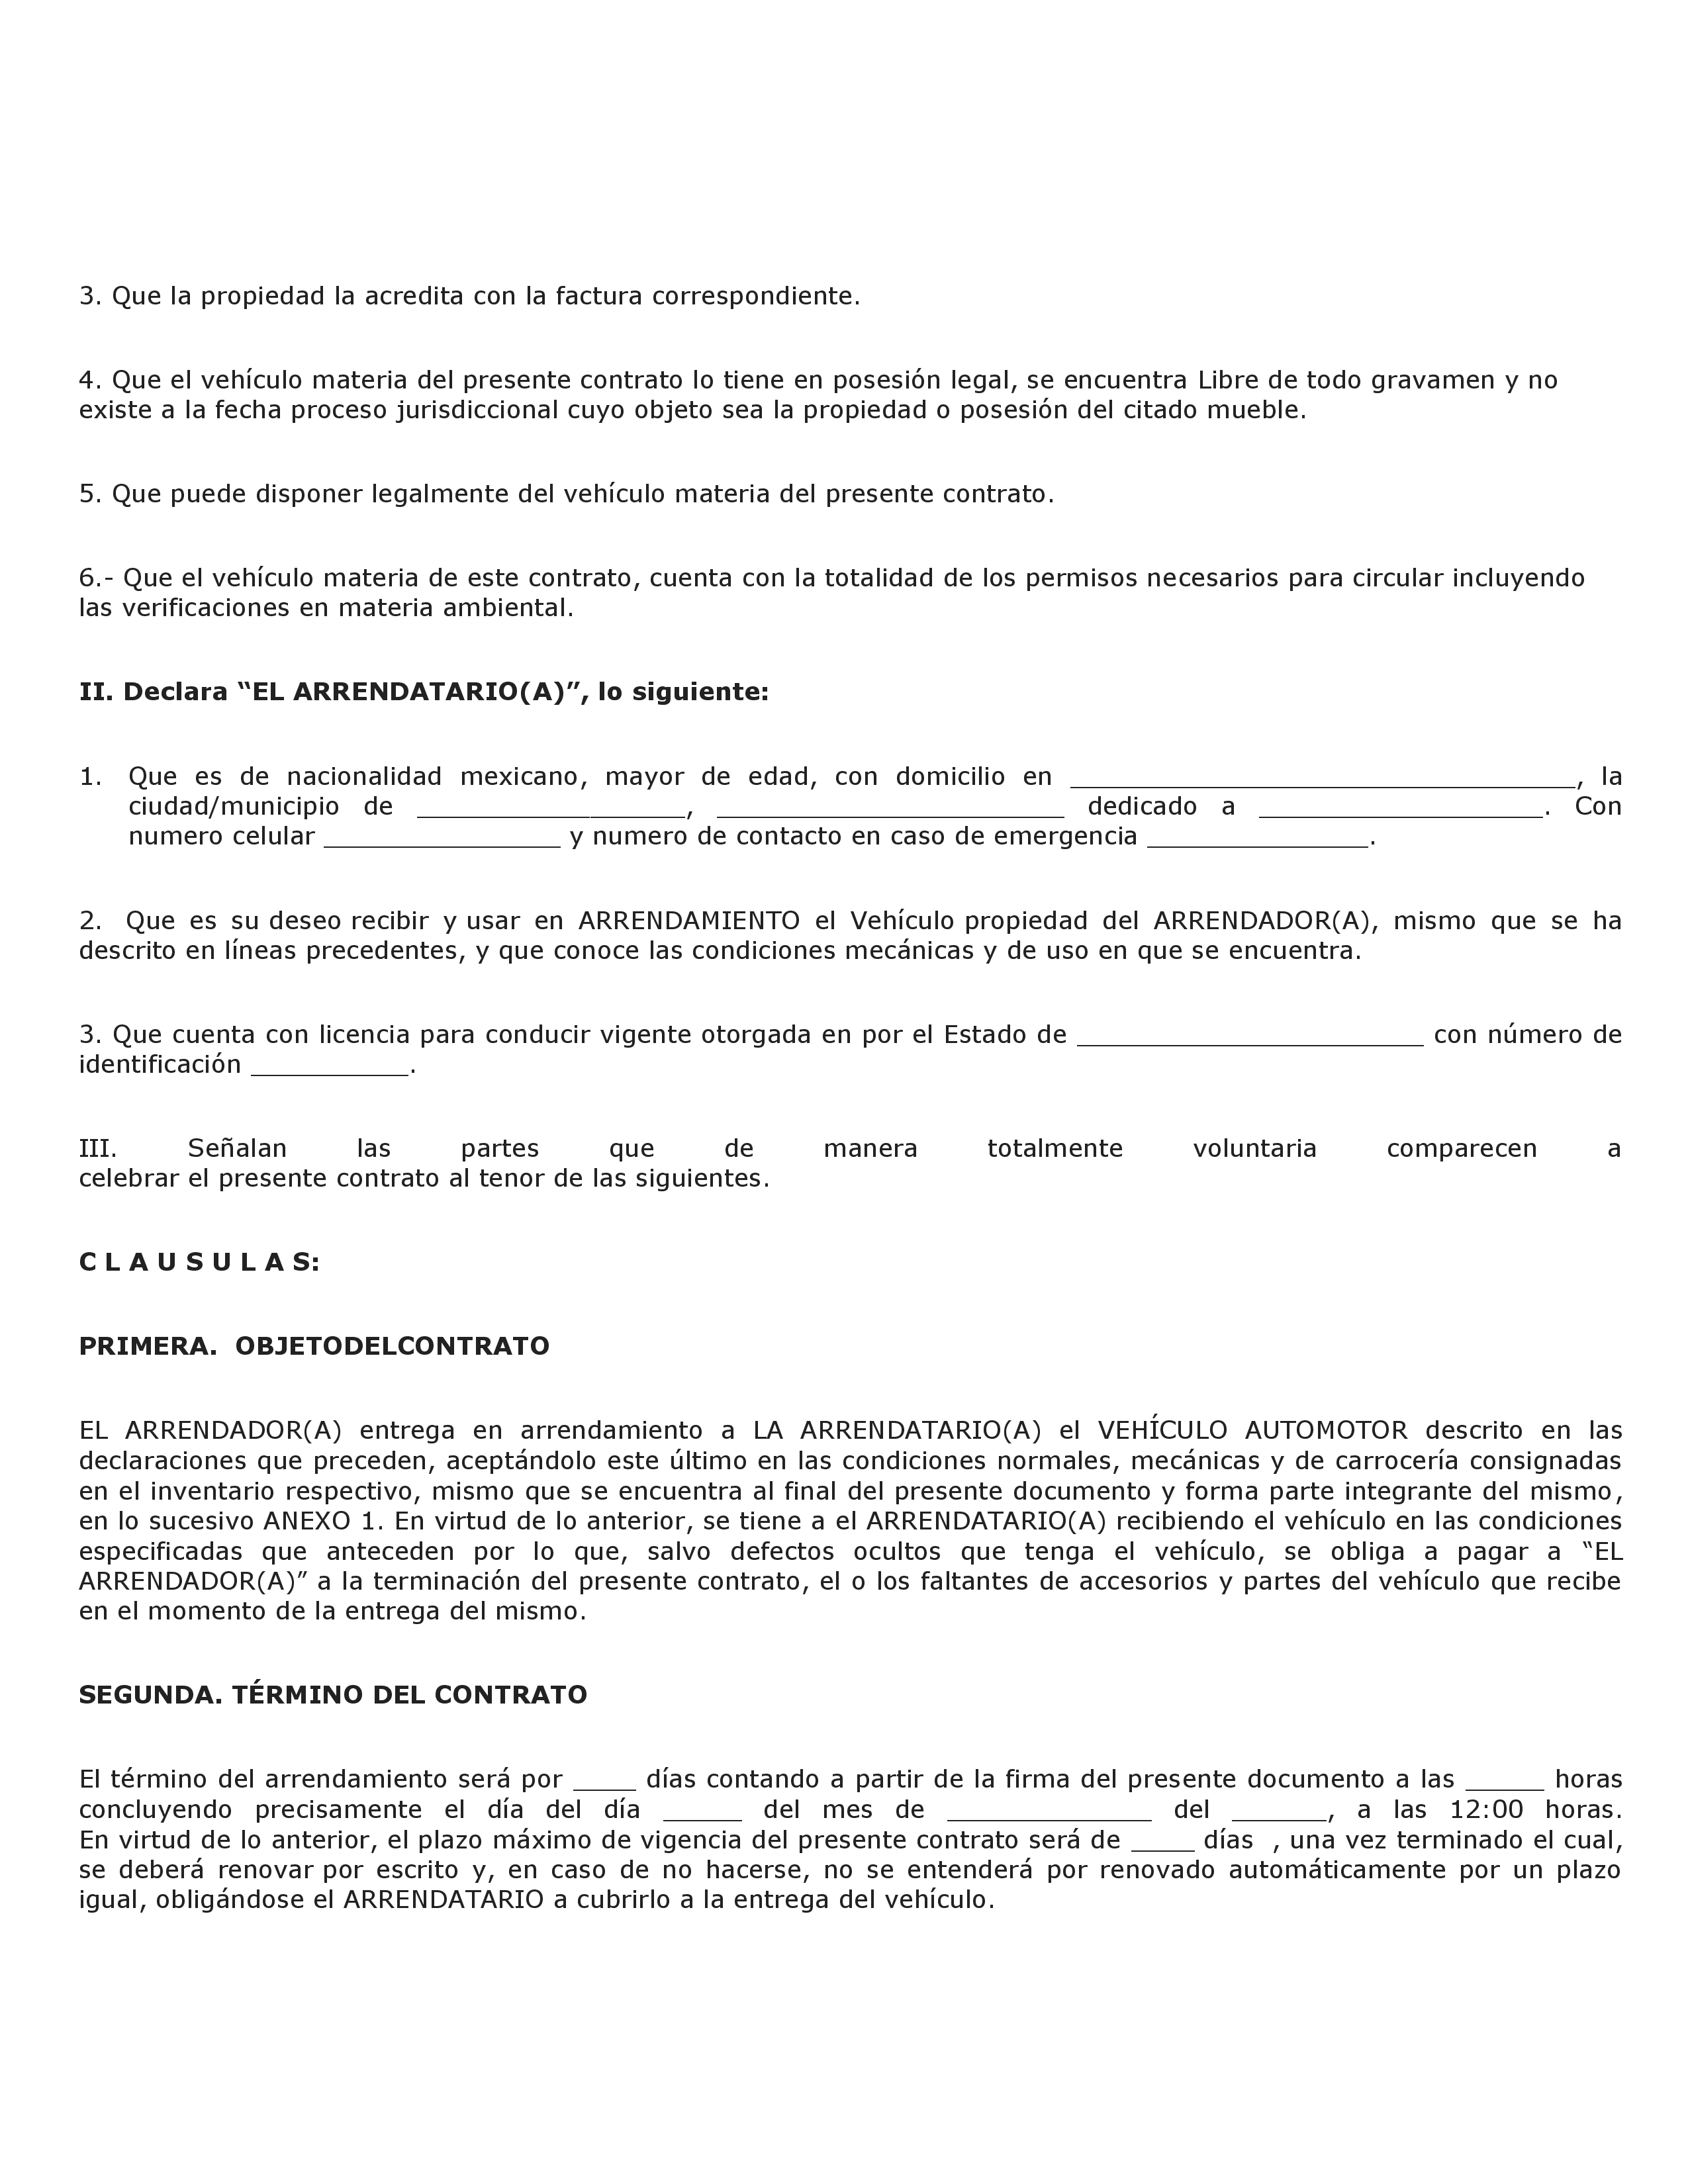 3. Que la propiedad la acredita con la factura correspondiente.
4. Que el vehículo materia del presente contrato lo tiene en posesión legal, se encuentra Libre de todo gravamen y no
existe a la fecha proceso jurisdiccional cuyo objeto sea la propiedad o posesión del citado mueble.
5. Que puede disponer legalmente del vehículo materia del presente contrato.
6.- Que el vehículo materia de este contrato, cuenta con la totalidad de los permisos necesarios para circular incluyendo
las verificaciones en materia ambiental.
II. Declara “EL ARRENDATARIO(A)”, lo siguiente:
1. Que es de nacionalidad mexicano, mayor de edad, con domicilio en ________________________________, la
ciudad/municipio de _________________, ______________________ dedicado a __________________. Con
numero celular _______________ y numero de contacto en caso de emergencia ______________.
2. Que es su deseo recibir y usar en ARRENDAMIENTO el Vehículo propiedad del ARRENDADOR(A), mismo que se ha
descrito en líneas precedentes, y que conoce las condiciones mecánicas y de uso en que se encuentra.
3. Que cuenta con licencia para conducir vigente otorgada en por el Estado de ______________________ con número de
identificación __________.
III. Señalan las partes que de manera totalmente voluntaria comparecen a
celebrar el presente contrato al tenor de las siguientes.
C L A U S U L A S:
PRIMERA. OBJETODELCONTRATO
EL ARRENDADOR(A) entrega en arrendamiento a LA ARRENDATARIO(A) el VEHÍCULO AUTOMOTOR descrito en las
declaraciones que preceden, aceptándolo este último en las condiciones normales, mecánicas y de carrocería consignadas
en el inventario respectivo, mismo que se encuentra al final del presente documento y forma parte integrante del mismo,
en lo sucesivo ANEXO 1. En virtud de lo anterior, se tiene a el ARRENDATARIO(A) recibiendo el vehículo en las condiciones
especificadas que anteceden por lo que, salvo defectos ocultos que tenga el vehículo, se obliga a pagar a “EL
ARRENDADOR(A)” a la terminación del presente contrato, el o los faltantes de accesorios y partes del vehículo que recibe
en el momento de la entrega del mismo.
SEGUNDA. TÉRMINO DEL CONTRATO
El término del arrendamiento será por ____ días contando a partir de la firma del presente documento a las _____ horas
concluyendo precisamente el día del día _____ del mes de _____________ del ______, a las 12:00 horas.
En virtud de lo anterior, el plazo máximo de vigencia del presente contrato será de ____ días , una vez terminado el cual,
se deberá renovar por escrito y, en caso de no hacerse, no se entenderá por renovado automáticamente por un plazo
igual, obligándose el ARRENDATARIO a cubrirlo a la entrega del vehículo.